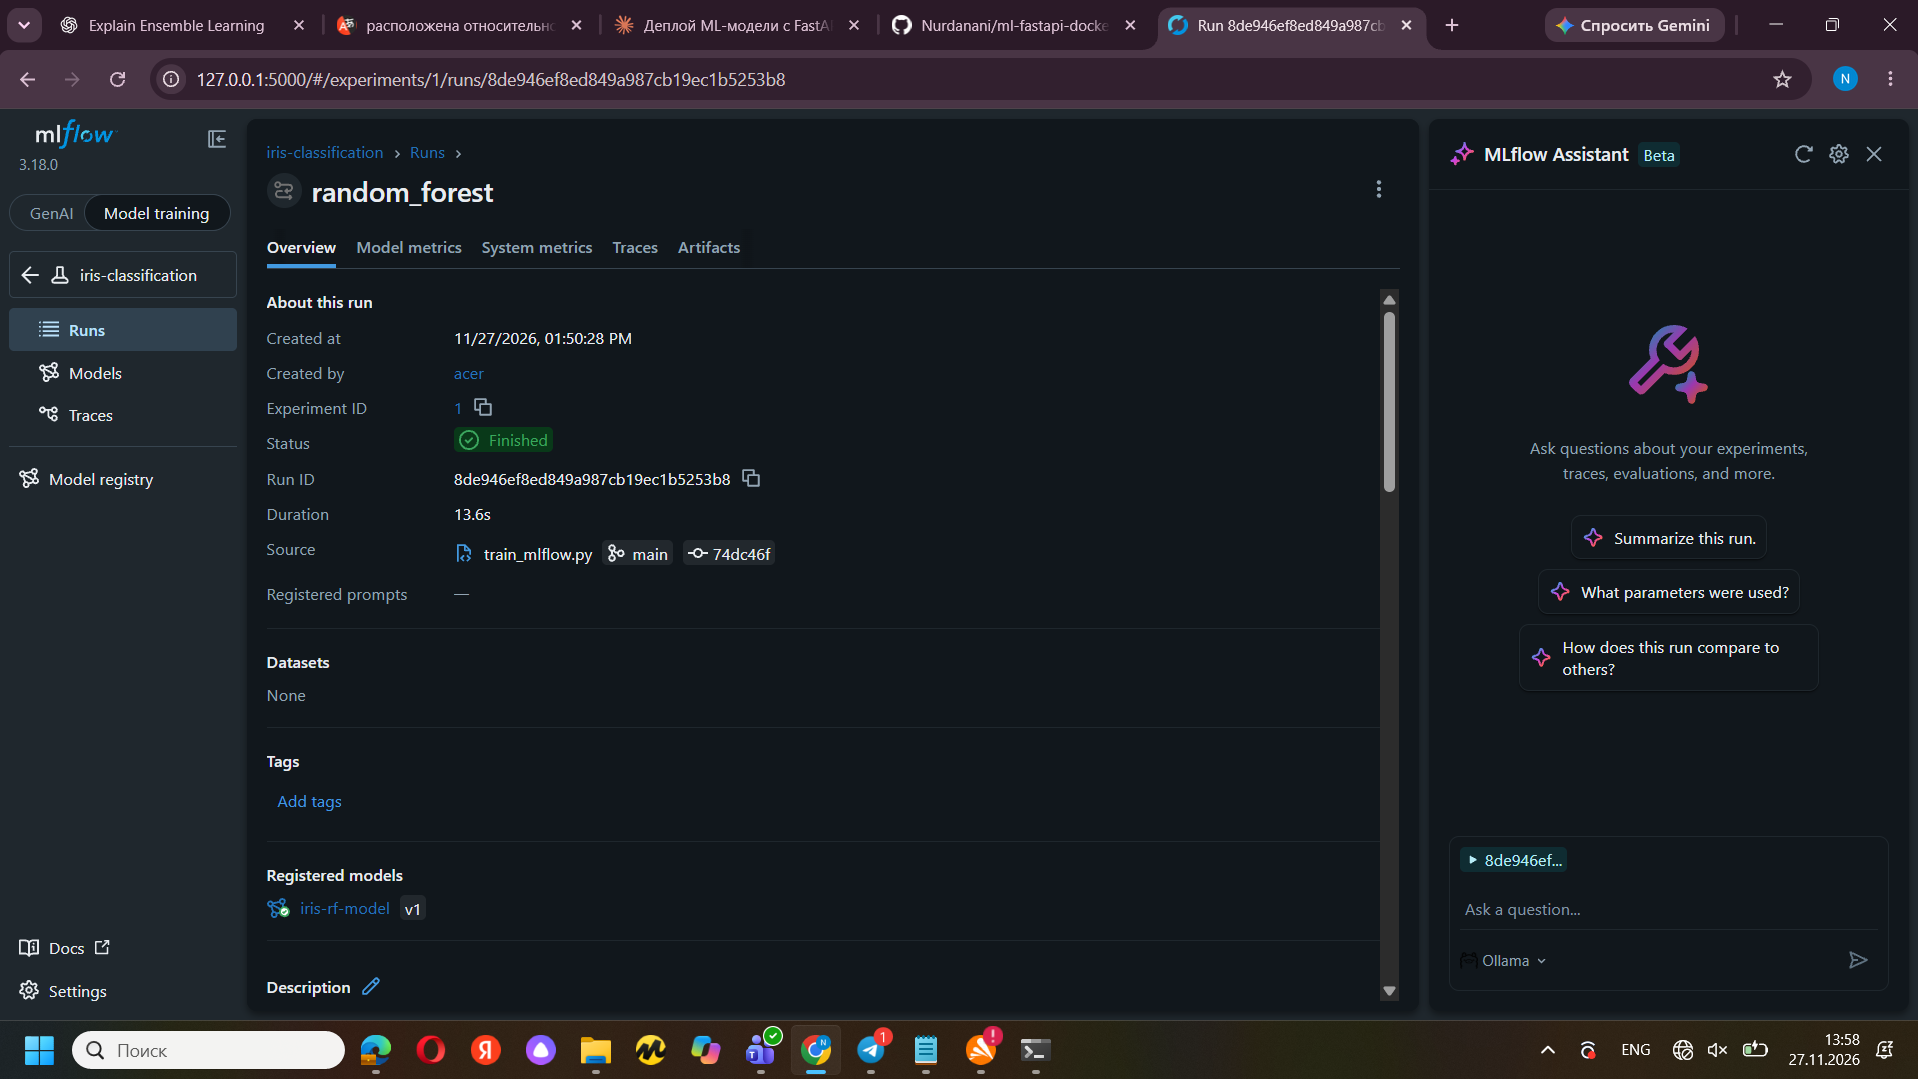 Explain Ensemble Learning
расположена относительно
Деплой ML-модели с FastA
Nurdanani/ml-fastapi-docke
Run 8de946ef8ed849a987cb
Спросить Gemini
127.0.0.1:5000/#/experiments/1/runs/8de946ef8ed849a987cb19ec1b5253b8
N
mlflow
3.18.0
GenAI
Model training
iris-classification
Runs
Models
Traces
Model registry
Docs
Settings
iris-classification > Runs >
random_forest
Overview
Model metrics
System metrics
Traces
Artifacts
About this run
Created at 11/27/2026, 01:50:28 PM
Created by acer
Experiment ID 1
Status Finished
Run ID 8de946ef8ed849a987cb19ec1b5253b8
Duration 13.6s
Source train_mlflow.py main 74dc46f
Registered prompts —
Datasets
None
Tags
Add tags
Registered models
iris-rf-model v1
Description
MLflow Assistant Beta
Ask questions about your experiments,
traces, evaluations, and more.
Summarize this run.
What parameters were used?
How does this run compare to
others?
8de946ef...
Ask a question...
Ollama
Поиск
1
ENG
13:58
27.11.2026